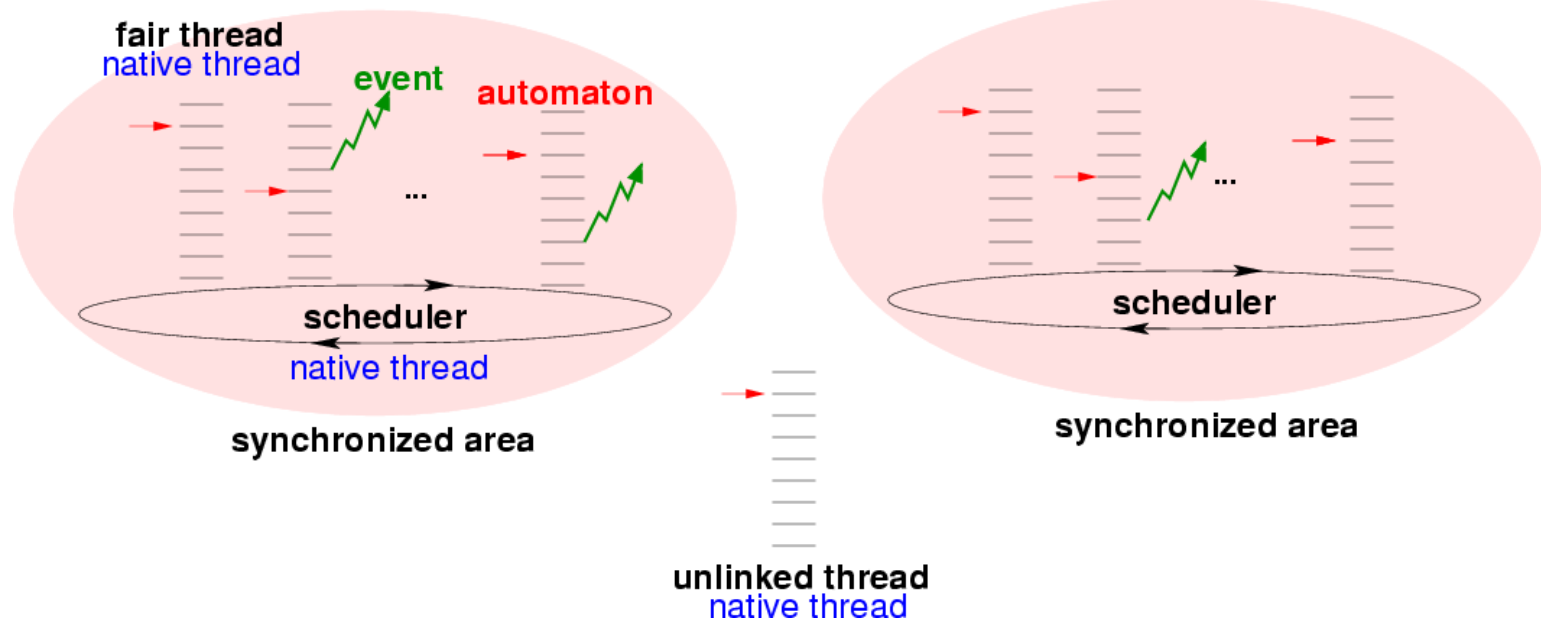 fair thread
native thread
event
automaton
...
scheduler
native thread
synchronized area
...
scheduler
synchronized area
unlinked thread
native thread